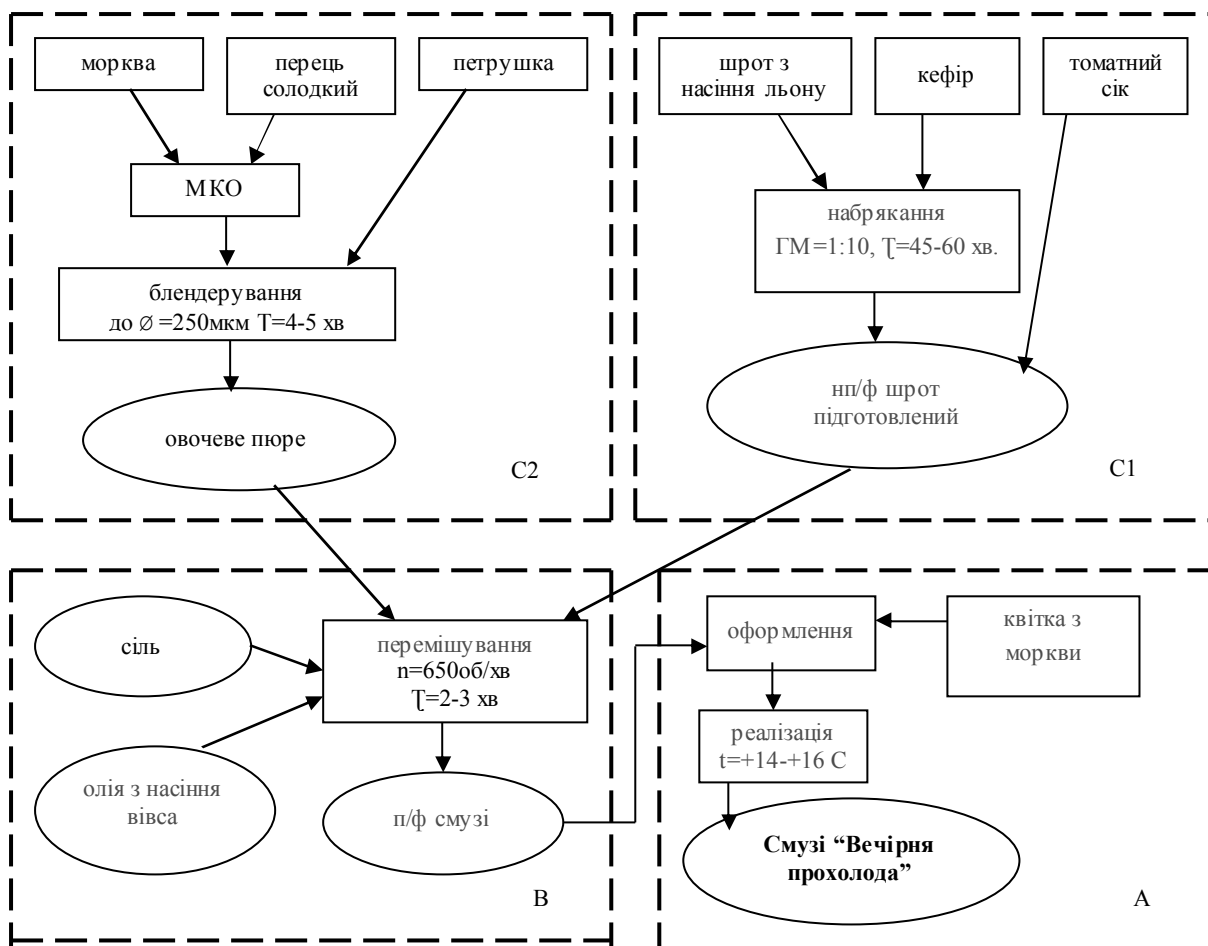 морква
перець
солодкий
петрушка
МКО
блендерування
до ∅ =250мкм Т=4-5 хв
овочеве пюре
С2
шрот з
насіння льону
кефір
томатний
сік
набрякання
ГМ=1:10, Ʈ=45-60 хв.
нп/ф шрот
підготовлений
С1
сіль
олія з насіння
вівса
перемішування
n=650об/хв
Ʈ=2-3 хв
п/ф смузі
В
оформлення
квітка з
моркви
реалізація
t=+14-+16 С
Смузі “Вечірня
прохолода”
А